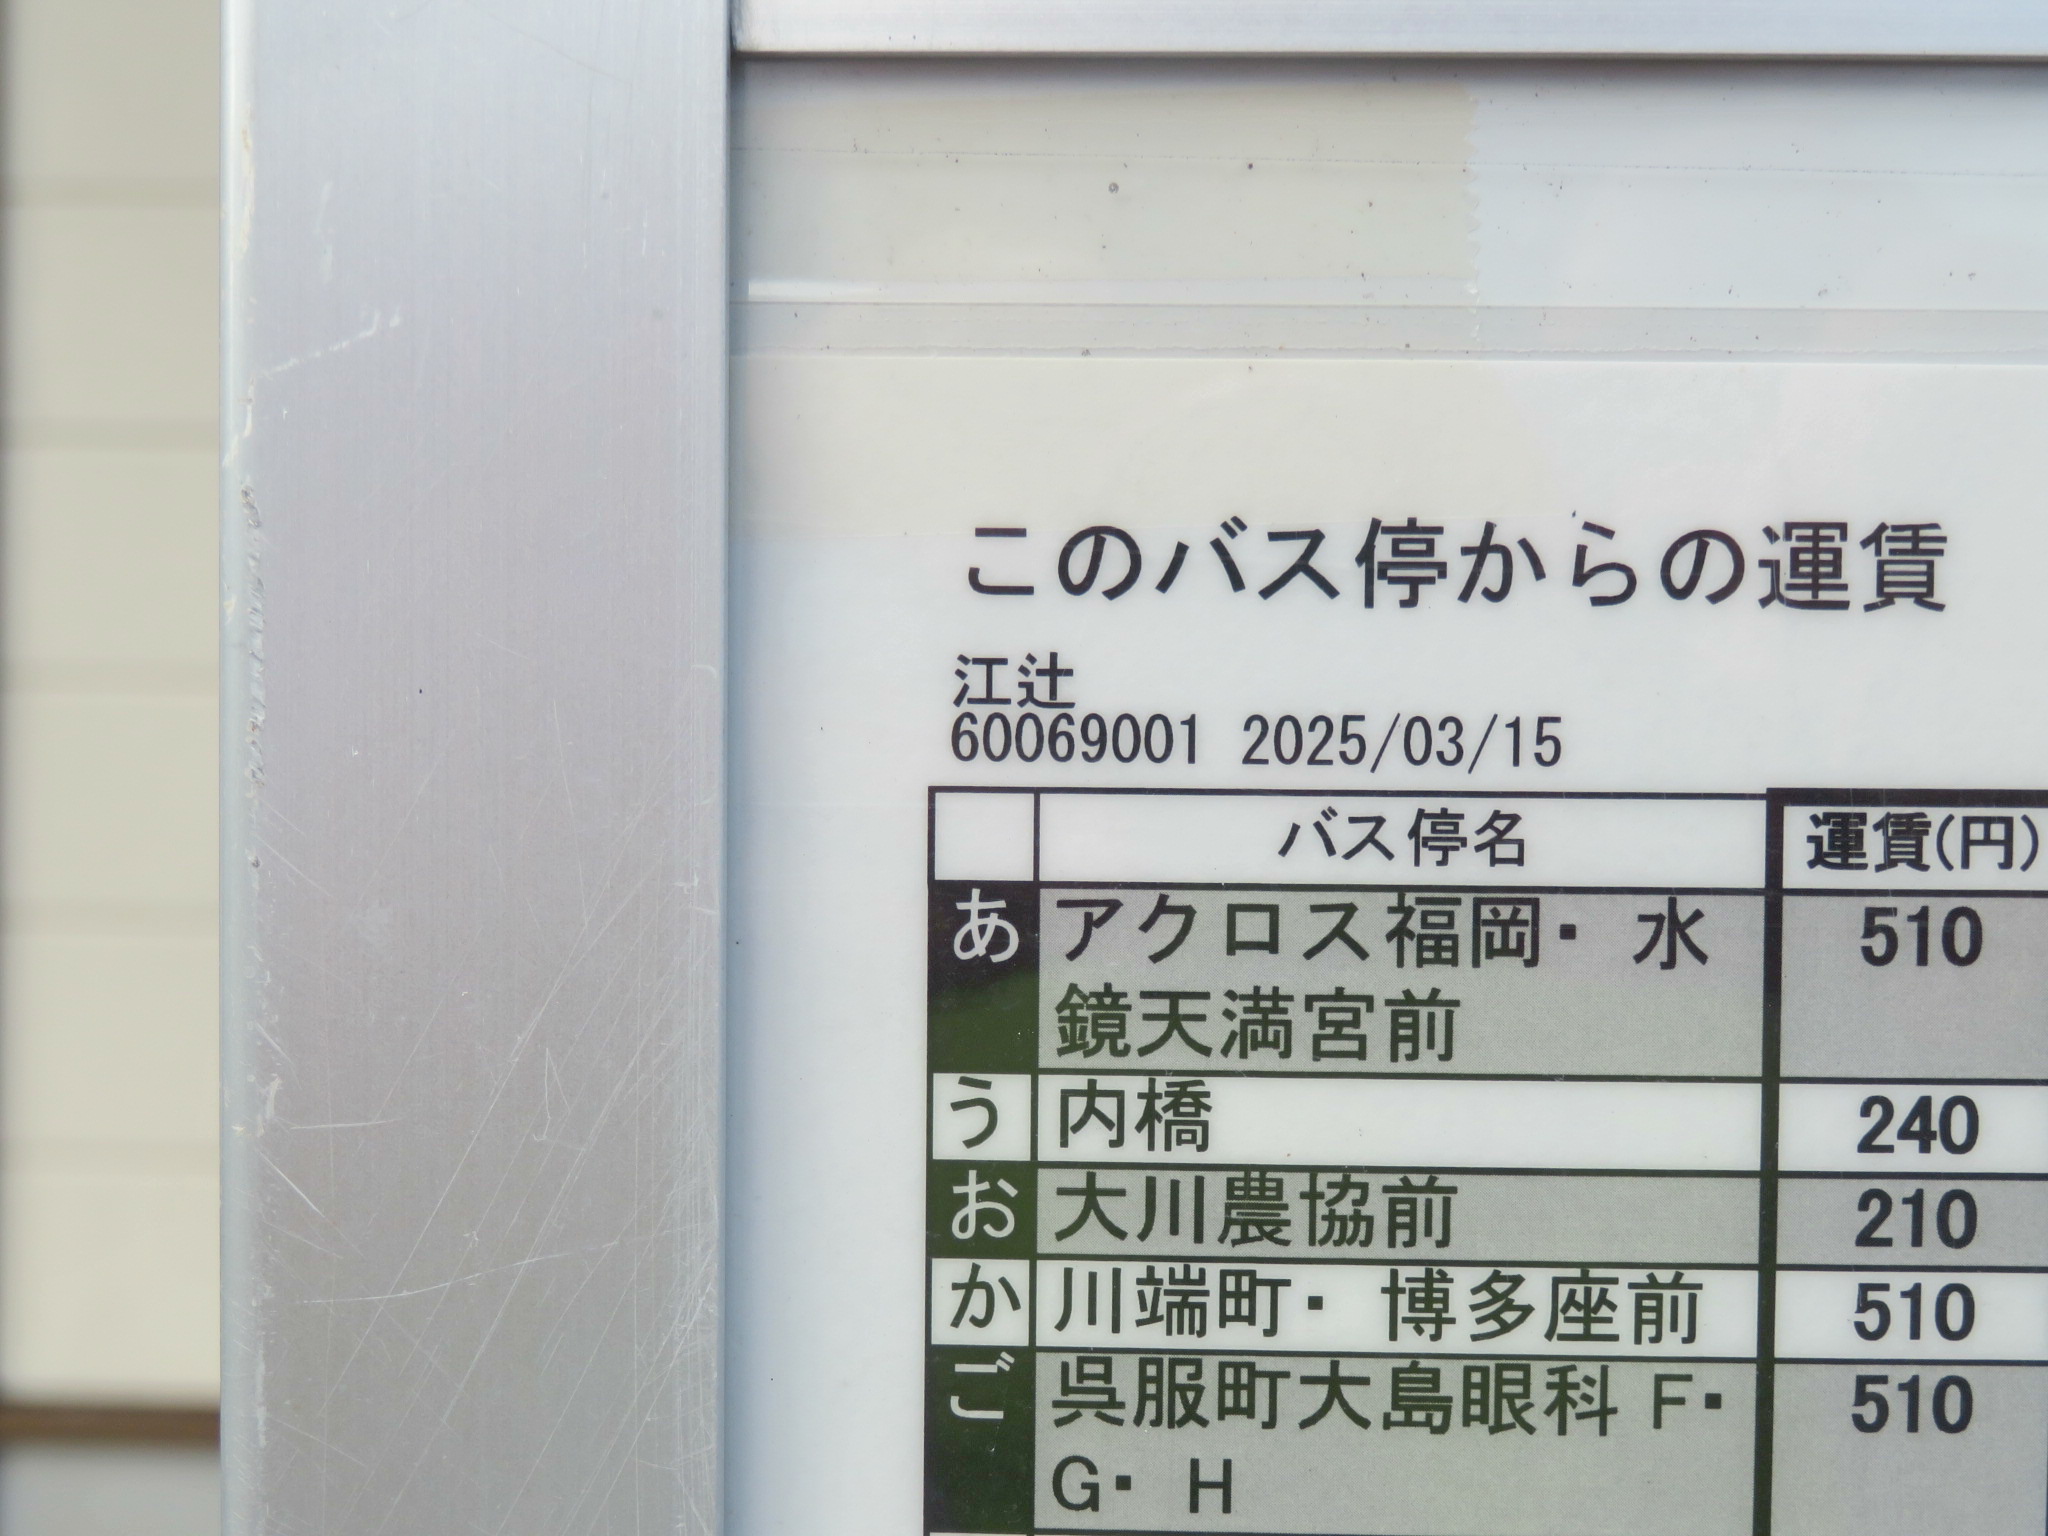 このバス停からの運賃
江辻
60069001 2025/03/15
バス停名 運賃(円)
あ アクロス福岡・ 水 510
鏡天満宮前
う 内橋 240
お 大川農協前 210
か 川端町・ 博多座前 510
ご 呉服町大島眼科 F・ 510
G・ H